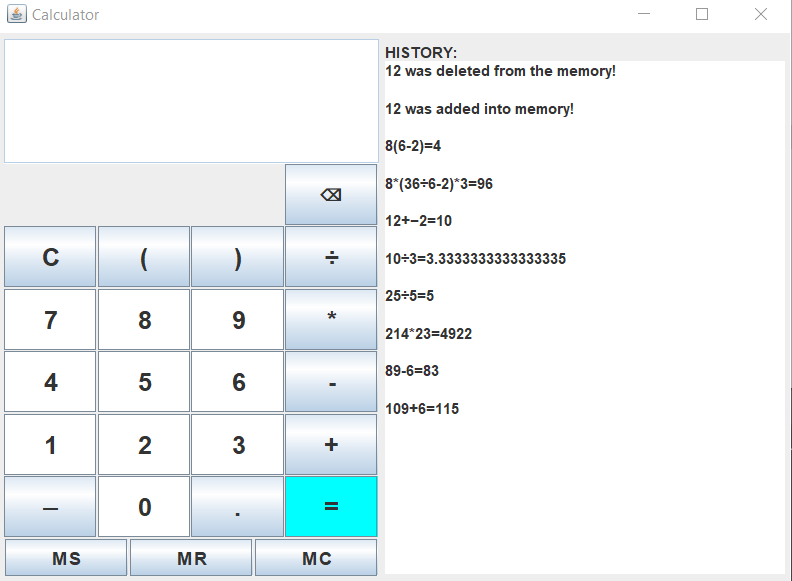 Calculator
HISTORY:
12 was deleted from the memory!
12 was added into memory!
8(6-2)=4
8*(36÷6-2)*3=96
12+−2=10
10÷3=3.3333333333333335
25÷5=5
214*23=4922
89-6=83
109+6=115
⌫
C ( ) ÷
7 8 9 *
4 5 6 -
1 2 3 +
− 0 . =
MS MR MC